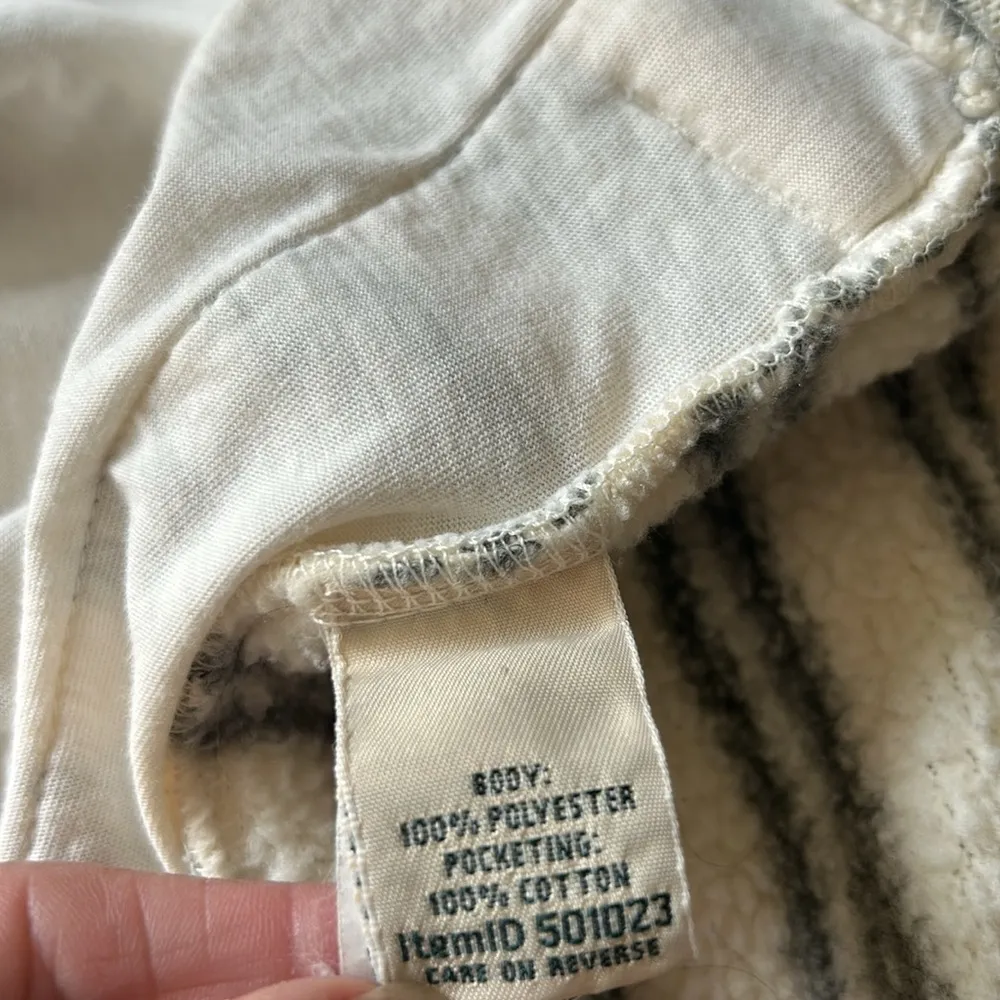 BODY:
100% POLYESTER
POCKETING:
100% COTTON
ItemID 501023
CARE ON REVERSE